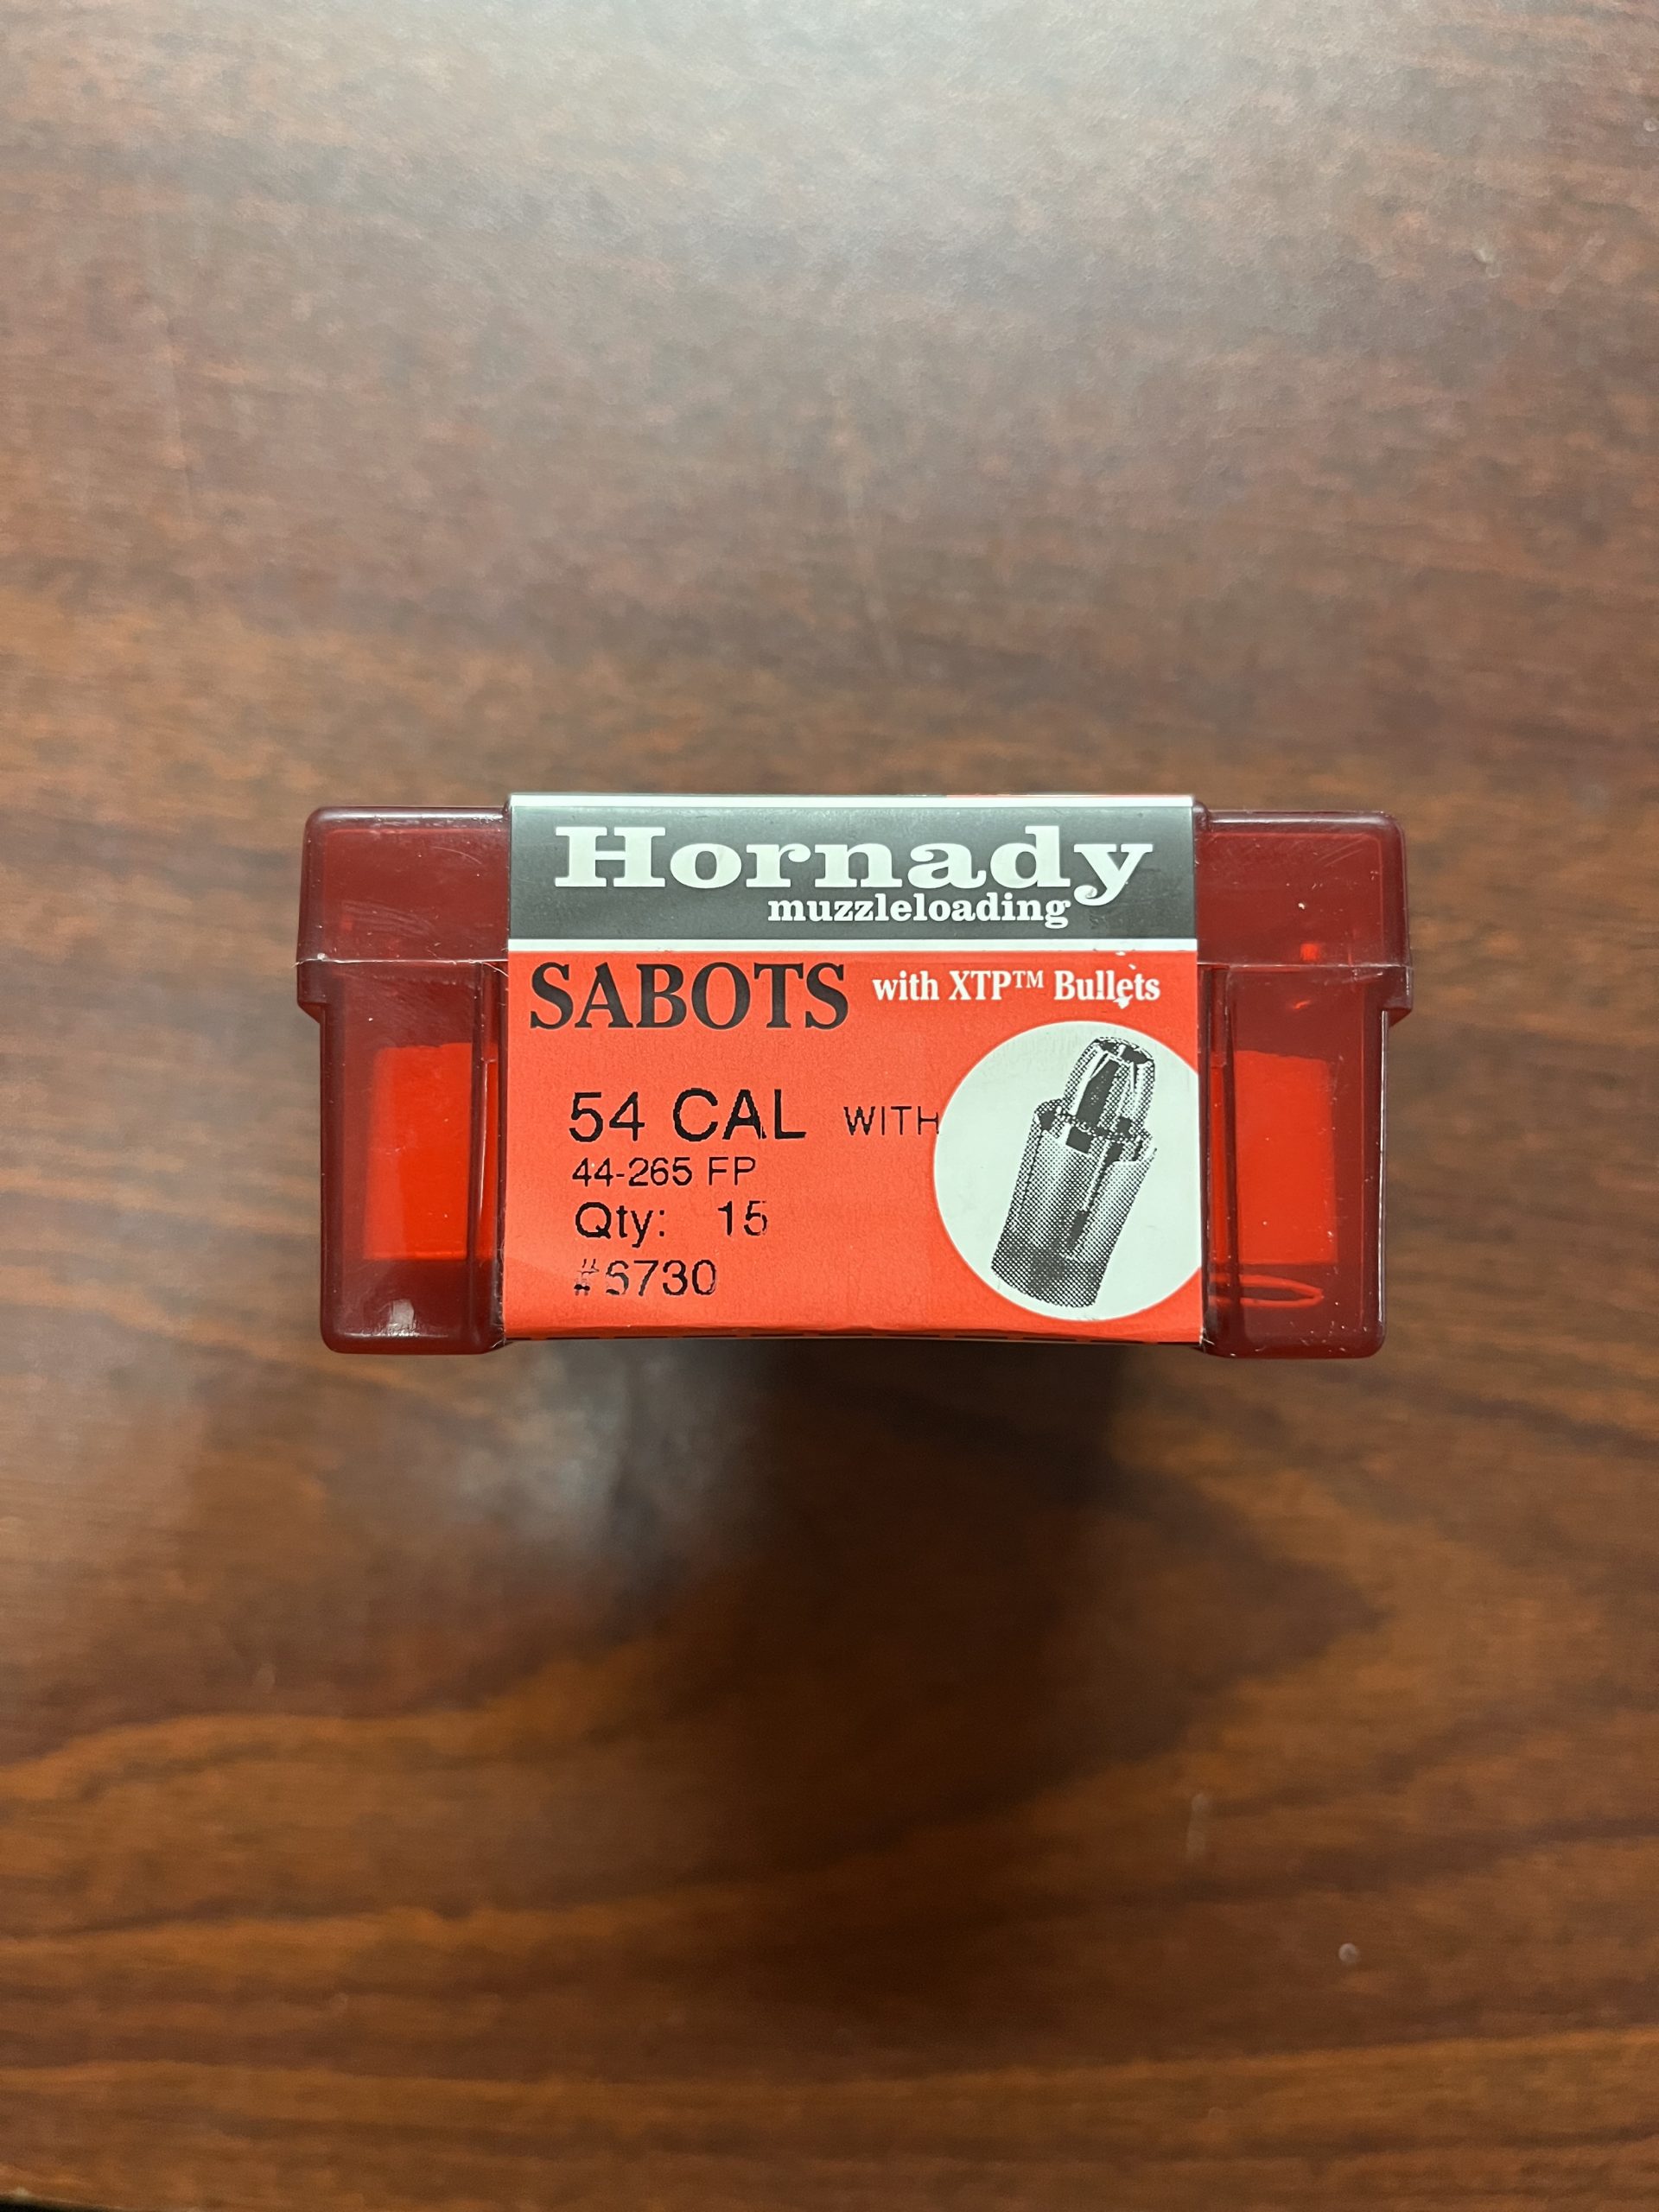 Hornady
muzzleloading
SABOTS with XTP™ Bullets
54 CAL WITH
44-265 FP
Qty: 15
#6730